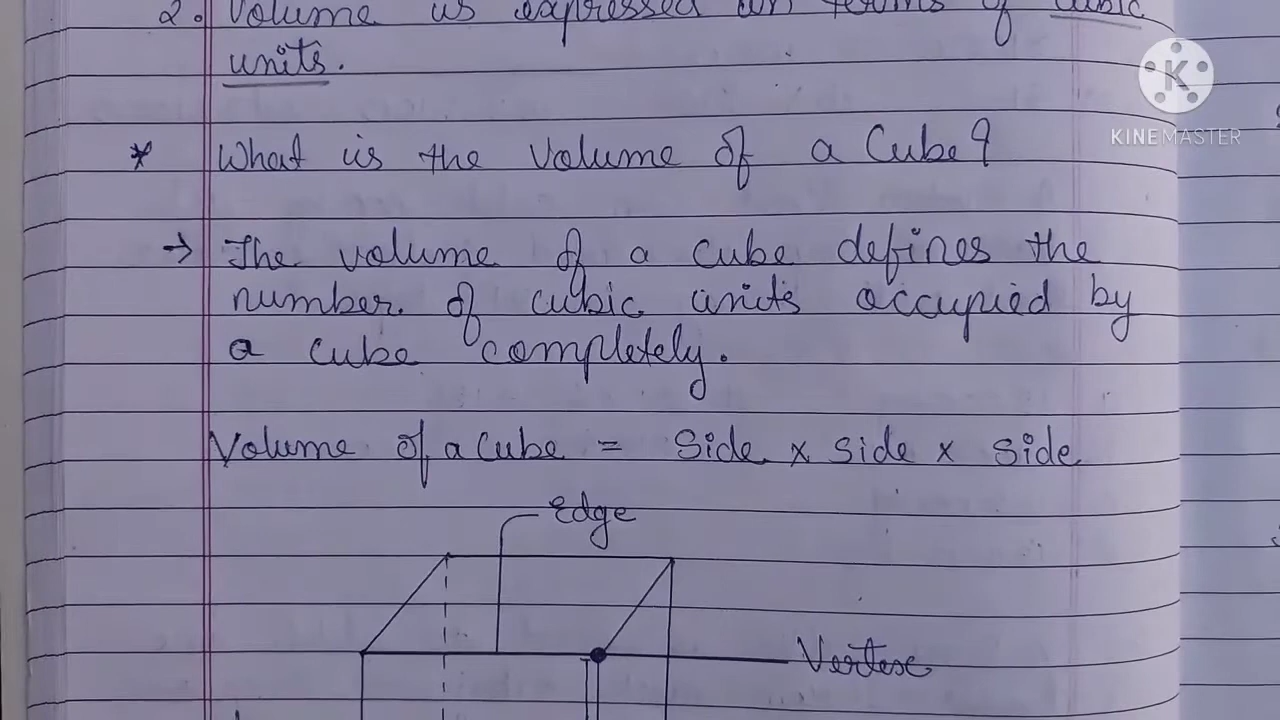 2. Volume is expressed in terms of cubic
units.
* What is the Volume of a Cube?
→ The volume of a cube defines the
number of cubic units occupied by
a cube completely.
Volume of a Cube = Side × side × side
Edge
Vertex
KINEMASTER